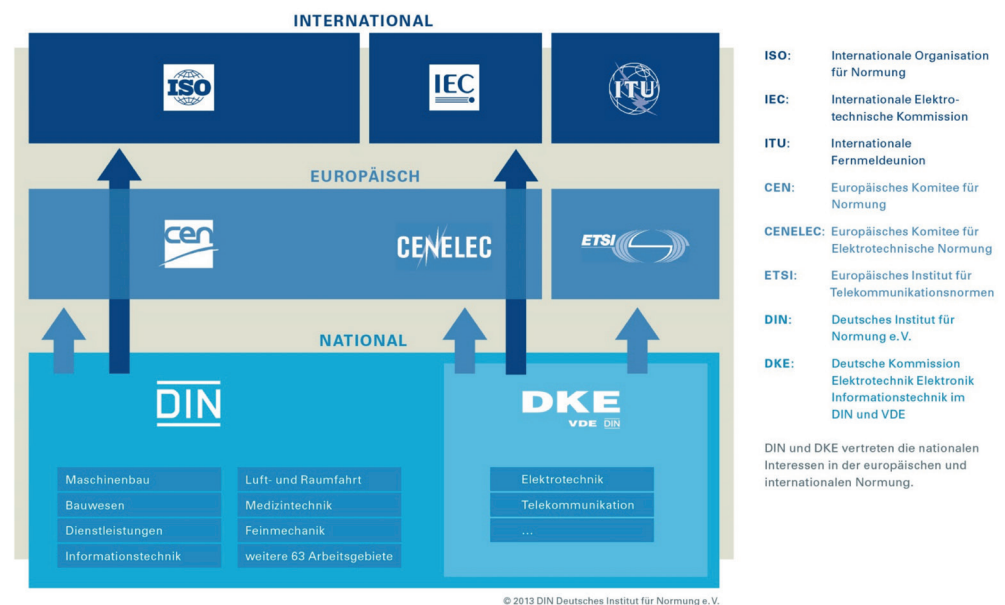 INTERNATIONAL
ISO
IEC
ITU
EUROPÄISCH
cen
CENELEC
ETSI
NATIONAL
DIN
DKE
VDE DIN
Maschinenbau
Bauwesen
Dienstleistungen
Informationstechnik
Luft- und Raumfahrt
Medizintechnik
Feinmechanik
weitere 63 Arbeitsgebiete
Elektrotechnik
Telekommunikation
...
ISO: Internationale Organisation
für Normung
IEC: Internationale Elektro-
technische Kommission
ITU: Internationale
Fernmeldeunion
CEN: Europäisches Komitee für
Normung
CENELEC: Europäisches Komitee für
Elektrotechnische Normung
ETSI: Europäisches Institut für
Telekommunikationsnormen
DIN: Deutsches Institut für
Normung e. V.
DKE: Deutsche Kommission
Elektrotechnik Elektronik
Informationstechnik im
DIN und VDE
DIN und DKE vertreten die nationalen
Interessen in der europäischen und
internationalen Normung.
© 2013 DIN Deutsches Institut für Normung e. V.